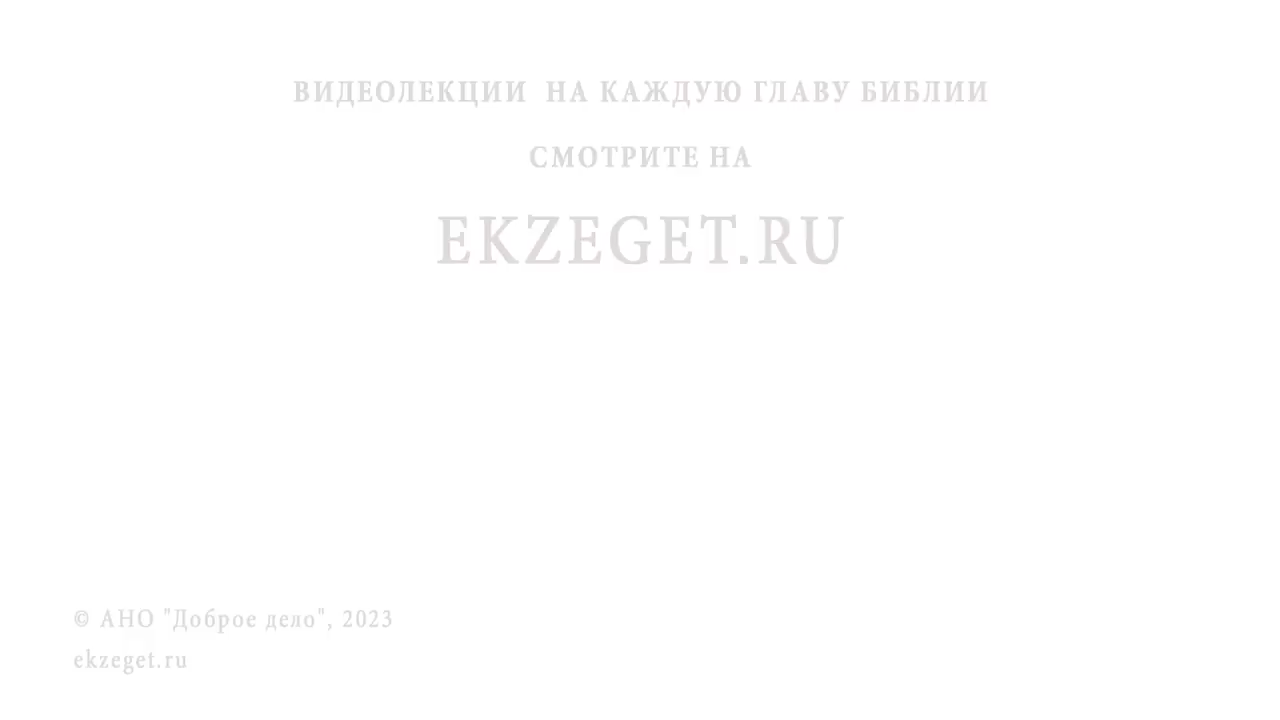 ВИДЕОЛЕКЦИИ НА КАЖДУЮ ГЛАВУ БИБЛИИ
СМОТРИТЕ НА
EKZEGET.RU
© АНО "Доброе дело", 2023
ekzeget.ru